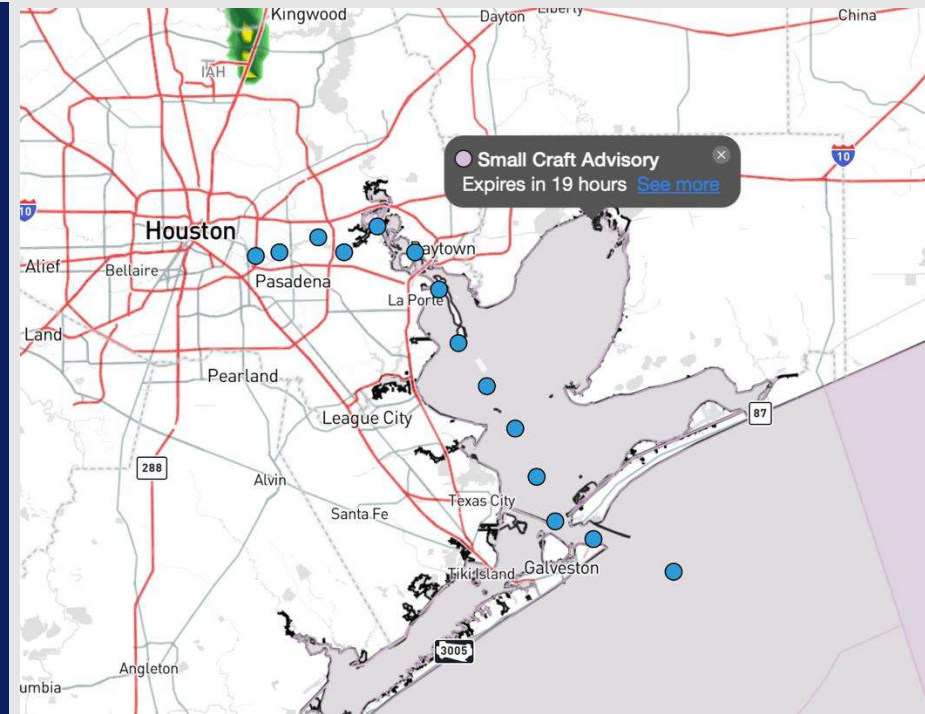 Kingwood
Dayton
Liberty
China
IAH
Small Craft Advisory
Expires in 19 hours See more
10
10
Houston
Baytown
Alief
Bellaire
Pasadena
La Porte
Land
Pearland
League City
87
288
Alvin
Texas City
Santa Fe
Tiki Island
Galveston
3005
Angleton
umbia